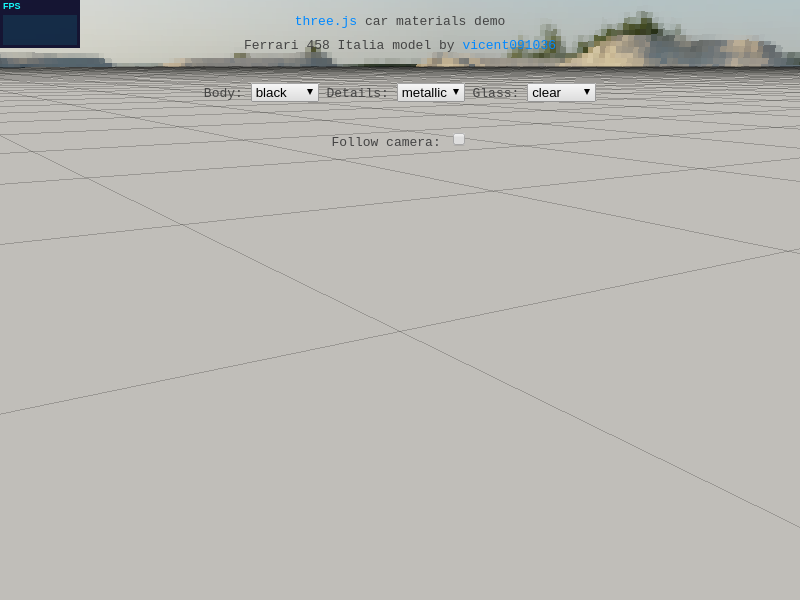 FPS
three.js car materials demo
Ferrari 458 Italia model by vicent091036
Body: black Details: metallic Glass: clear
Follow camera: